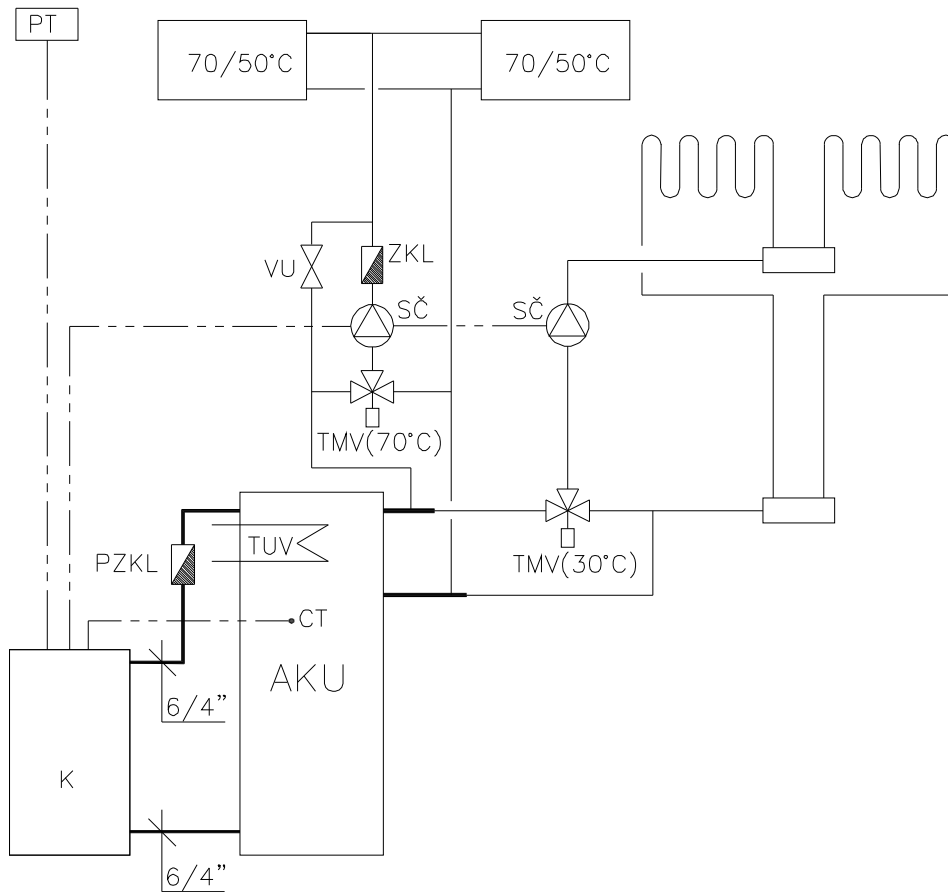 PT
70/50°C
70/50°C
VU
ZKL
SČ
SČ
TMV(70°C)
TUV
PZKL
TMV(30°C)
CT
AKU
6/4”
K
6/4”